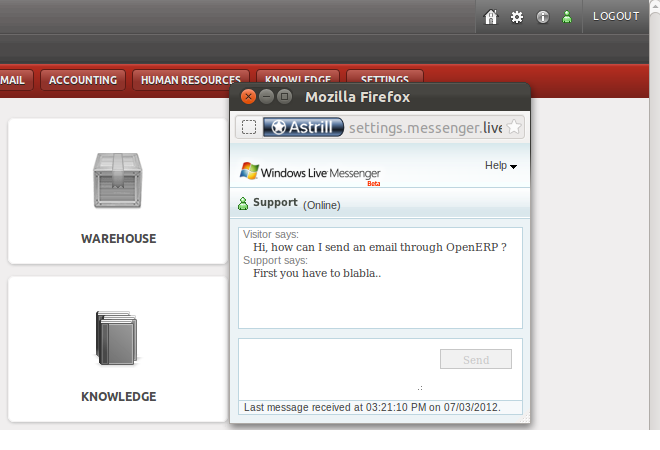 LOGOUT
MAIL
ACCOUNTING
HUMAN RESOURCES
KNOWLEDGE
SETTINGS
Mozilla Firefox
Astrill
settings.messenger.live
Windows Live Messenger
Beta
Help
Support (Online)
Visitor says:
Hi, how can I send an email through OpenERP ?
Support says:
First you have to blabla..
Send
Last message received at 03:21:10 PM on 07/03/2012.
WAREHOUSE
KNOWLEDGE